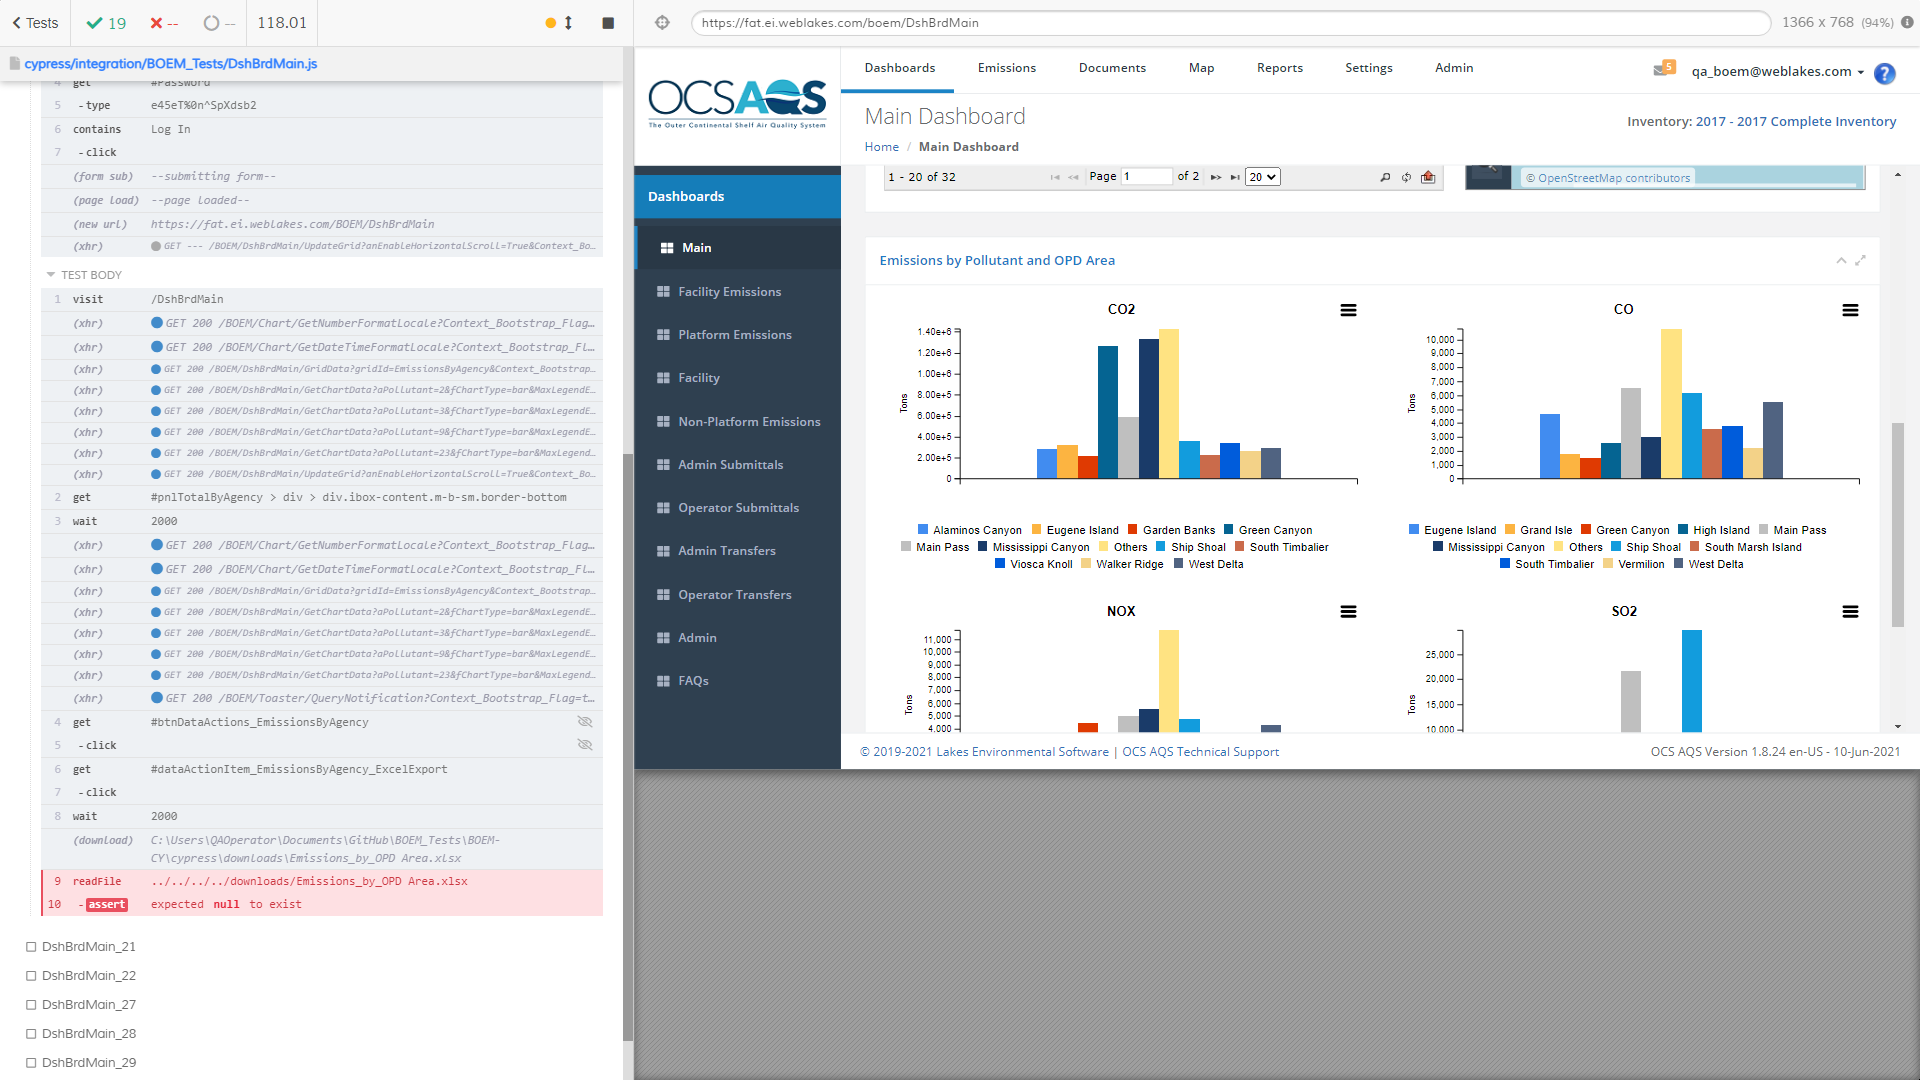 Tests
19
--
--
118.01
https://fat.ei.weblakes.com/boem/DshBrdMain
1366 x 768 (94%)
cypress/integration/BOEM_Tests/DshBrdMain.js
4 get #Password
5 -type e45eT%0n^SpXdsb2
6 contains Log In
7 -click
(form sub) --submitting form--
(page load) --page loaded--
(new url) https://fat.ei.weblakes.com/BOEM/DshBrdMain
(xhr) GET --- /BOEM/DshBrdMain/UpdateGrid?anEnableHorizontalScroll=True&Context_Bo...
TEST BODY
1 visit /DshBrdMain
(xhr) GET 200 /BOEM/Chart/GetNumberFormatLocale?Context_Bootstrap_Flag...
(xhr) GET 200 /BOEM/Chart/GetDateTimeFormatLocale?Context_Bootstrap_Fl...
(xhr) GET 200 /BOEM/DshBrdMain/GridData?gridId=EmissionsByAgency&Context_Bootstrap...
(xhr) GET 200 /BOEM/DshBrdMain/GetChartData?aPollutant=2&fChartType=bar&MaxLegendE...
(xhr) GET 200 /BOEM/DshBrdMain/GetChartData?aPollutant=3&fChartType=bar&MaxLegendE...
(xhr) GET 200 /BOEM/DshBrdMain/GetChartData?aPollutant=9&fChartType=bar&MaxLegendE...
(xhr) GET 200 /BOEM/DshBrdMain/GetChartData?aPollutant=23&fChartType=bar&MaxLegend...
(xhr) GET 200 /BOEM/DshBrdMain/UpdateGrid?anEnableHorizontalScroll=True&Context_Bo...
2 get #pnlTotalByAgency > div > div.ibox-content.m-b-sm.border-bottom
3 wait 2000
(xhr) GET 200 /BOEM/Chart/GetNumberFormatLocale?Context_Bootstrap_Flag...
(xhr) GET 200 /BOEM/Chart/GetDateTimeFormatLocale?Context_Bootstrap_Fl...
(xhr) GET 200 /BOEM/DshBrdMain/GridData?gridId=EmissionsByAgency&Context_Bootstrap...
(xhr) GET 200 /BOEM/DshBrdMain/GetChartData?aPollutant=2&fChartType=bar&MaxLegendE...
(xhr) GET 200 /BOEM/DshBrdMain/GetChartData?aPollutant=3&fChartType=bar&MaxLegendE...
(xhr) GET 200 /BOEM/DshBrdMain/GetChartData?aPollutant=9&fChartType=bar&MaxLegendE...
(xhr) GET 200 /BOEM/DshBrdMain/GetChartData?aPollutant=23&fChartType=bar&MaxLegend...
(xhr) GET 200 /BOEM/Toaster/QueryNotification?Context_Bootstrap_Flag=t...
4 get #btnDataActions_EmissionsByAgency
5 -click
6 get #dataActionItem_EmissionsByAgency_ExcelExport
7 -click
8 wait 2000
(download) C:\Users\QAOperator\Documents\GitHub\BOEM_Tests\BOEM-
CY\cypress\downloads\Emissions_by_OPD Area.xlsx
9 readFile ../../../../downloads/Emissions_by_OPD Area.xlsx
10 -assert expected null to exist
DshBrdMain_21
DshBrdMain_22
DshBrdMain_27
DshBrdMain_28
DshBrdMain_29
OCSAQS
The Outer Continental Shelf Air Quality System
Dashboards Emissions Documents Map Reports Settings Admin
5 qa_boem@weblakes.com ?
Main Dashboard
Inventory: 2017 - 2017 Complete Inventory
Home / Main Dashboard
Dashboards
Main
Facility Emissions
Platform Emissions
Facility
Non-Platform Emissions
Admin Submittals
Operator Submittals
Admin Transfers
Operator Transfers
Admin
FAQs
1 - 20 of 32
Page 1 of 2 20
© OpenStreetMap contributors
Emissions by Pollutant and OPD Area
CO2
1.40e+6
1.20e+6
1.00e+6
8.00e+5
6.00e+5
4.00e+5
2.00e+5
0
Tons
Alaminos Canyon Eugene Island Garden Banks Green Canyon
Main Pass Mississippi Canyon Others Ship Shoal South Timbalier
Viosca Knoll Walker Ridge West Delta
CO
10,000
9,000
8,000
7,000
6,000
5,000
4,000
3,000
2,000
1,000
0
Tons
Eugene Island Grand Isle Green Canyon High Island Main Pass
Mississippi Canyon Others Ship Shoal South Marsh Island
South Timbalier Vermilion West Delta
NOX
11,000
10,000
9,000
8,000
7,000
6,000
5,000
4,000
Tons
SO2
25,000
20,000
15,000
10,000
Tons
© 2019-2021 Lakes Environmental Software | OCS AQS Technical Support
OCS AQS Version 1.8.24 en-US - 10-Jun-2021